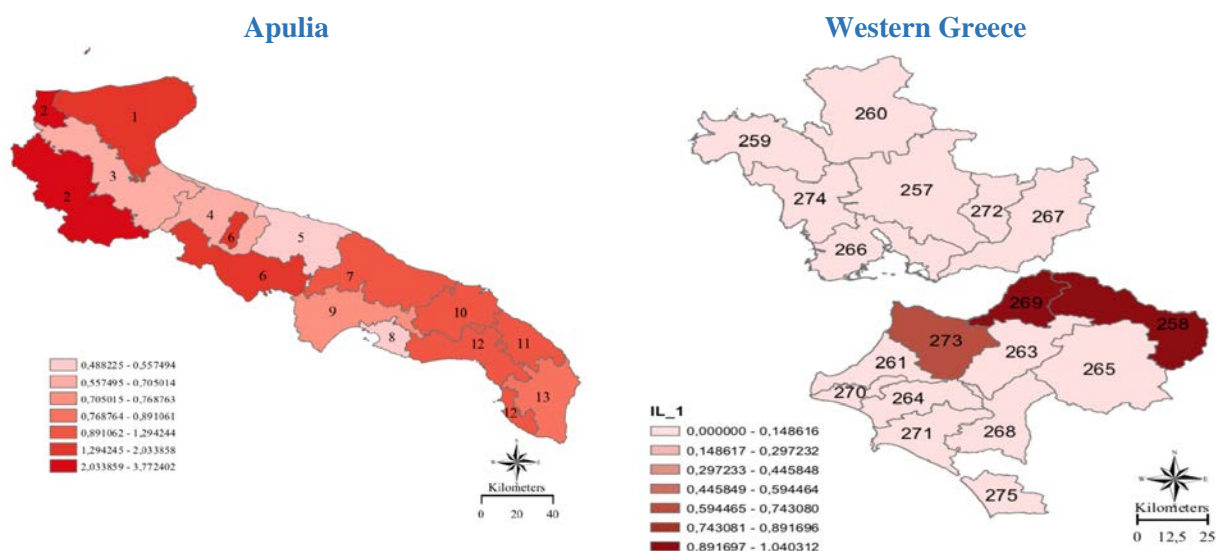 Apulia
Western Greece
1
2
3
2
4
6
5
6
7
9
8
10
12
11
12
13
0,488225 - 0,557494
0,557495 - 0,705014
0,705015 - 0,768763
0,768764 - 0,891061
0,891062 - 1,294244
1,294245 - 2,033858
2,033859 - 3,772402
N
W
E
S
Kilometers
0 20 40
260
259
257
274
272
267
266
269
258
273
263
261
265
270
264
271
268
275
IL_1
0,000000 - 0,148616
0,148617 - 0,297232
0,297233 - 0,445848
0,445849 - 0,594464
0,594465 - 0,743080
0,743081 - 0,891696
0,891697 - 1,040312
N
W
E
S
Kilometers
0 12,5 25